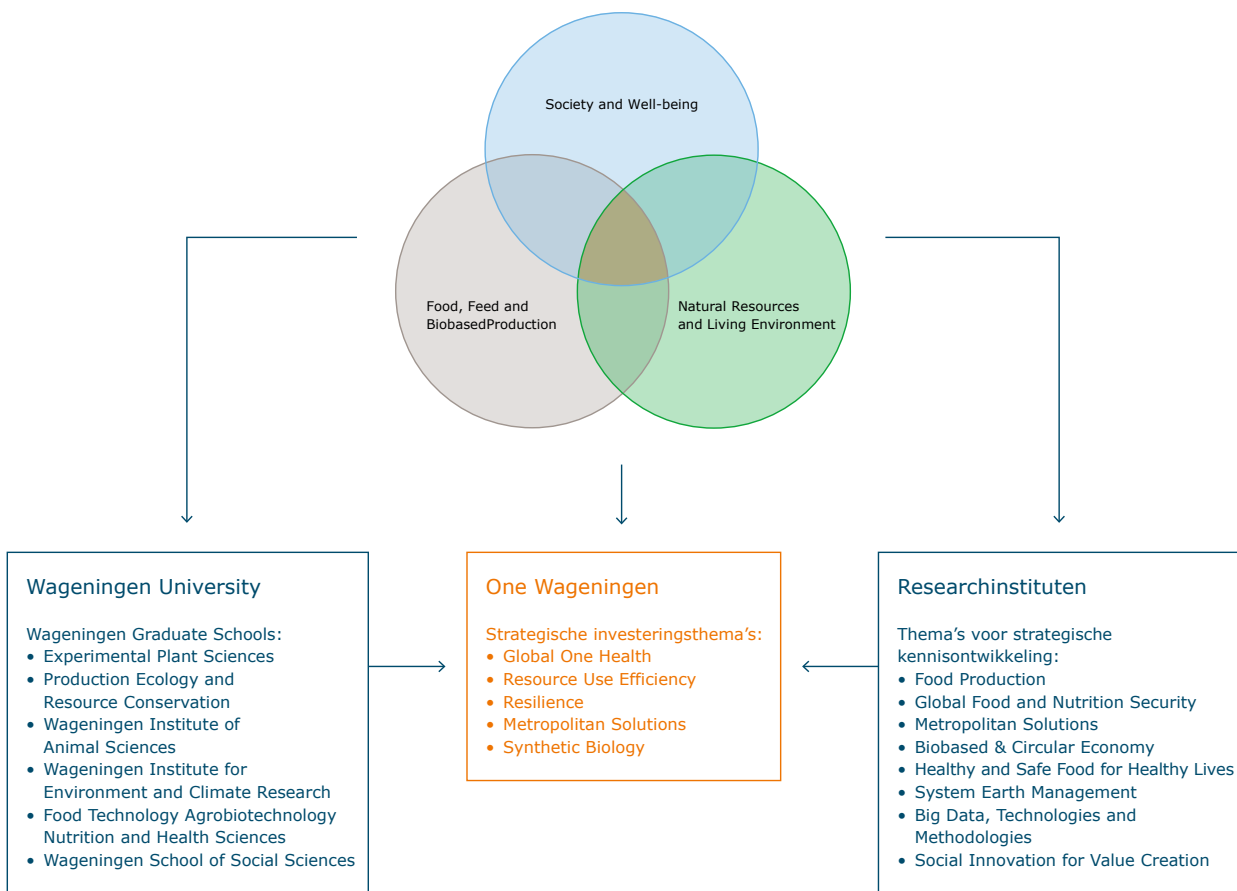 Society and Well-being
Food, Feed and
BiobasedProduction
Natural Resources
and Living Environment
Wageningen University
Wageningen Graduate Schools:
• Experimental Plant Sciences
• Production Ecology and
Resource Conservation
• Wageningen Institute of
Animal Sciences
• Wageningen Institute for
Environment and Climate Research
• Food Technology Agrobiotechnology
Nutrition and Health Sciences
• Wageningen School of Social Sciences
One Wageningen
Strategische investeringsthema's:
• Global One Health
• Resource Use Efficiency
• Resilience
• Metropolitan Solutions
• Synthetic Biology
Researchinstituten
Thema's voor strategische
kennisontwikkeling:
• Food Production
• Global Food and Nutrition Security
• Metropolitan Solutions
• Biobased & Circular Economy
• Healthy and Safe Food for Healthy Lives
• System Earth Management
• Big Data, Technologies and
Methodologies
• Social Innovation for Value Creation